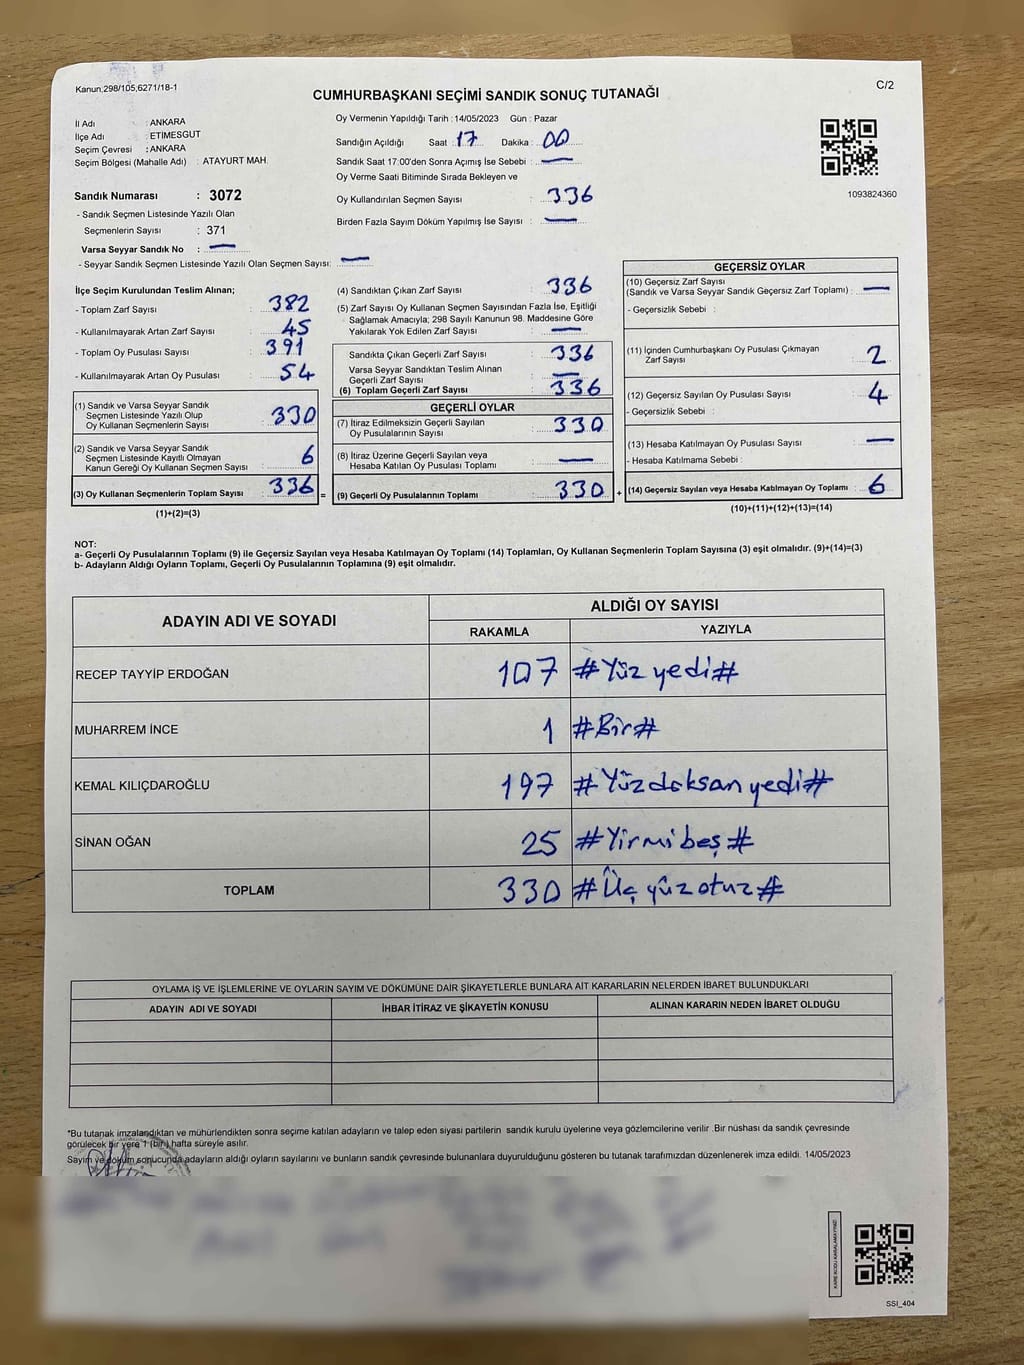 Kanun;298/105;6271/18-1
C/2
CUMHURBAŞKANI SEÇİMİ SANDIK SONUÇ TUTANAĞI
İl Adı : ANKARA
İlçe Adı : ETİMESGUT
Seçim Çevresi : ANKARA
Seçim Bölgesi (Mahalle Adı) : ATAYURT MAH.
Oy Vermenin Yapıldığı Tarih : 14/05/2023 Gün : Pazar
Sandığın Açıldığı Saat : 17 Dakika : 00
Sandık Saat 17:00'den Sonra Açımış İse Sebebi : —
Oy Verme Saati Bitiminde Sırada Bekleyen ve
Oy Kullandırılan Seçmen Sayısı : 336
Birden Fazla Sayım Döküm Yapılmış İse Sayısı : —
1093824360
Sandık Numarası : 3072
- Sandık Seçmen Listesinde Yazılı Olan
Seçmenlerin Sayısı : 371
Varsa Seyyar Sandık No : —
- Seyyar Sandık Seçmen Listesinde Yazılı Olan Seçmen Sayısı: —
İlçe Seçim Kurulundan Teslim Alınan;
- Toplam Zarf Sayısı : 382
- Kullanılmayarak Artan Zarf Sayısı : 45
- Toplam Oy Pusulası Sayısı : 391
- Kullanılmayarak Artan Oy Pusulası : 54
(1) Sandık ve Varsa Seyyar Sandık
Seçmen Listesinde Yazılı Olup
Oy Kullanan Seçmenlerin Sayısı : 330
(2) Sandık ve Varsa Seyyar Sandık
Seçmen Listesinde Kayıtlı Olmayan
Kanun Gereği Oy Kullanan Seçmen Sayısı : 6
(3) Oy Kullanan Seçmenlerin Toplam Sayısı : 336 =
(1)+(2)=(3)
(4) Sandıktan Çıkan Zarf Sayısı : 336
(5) Zarf Sayısı Oy Kullanan Seçmen Sayısından Fazla İse, Eşitliği
Sağlamak Amacıyla; 298 Sayılı Kanunun 98. Maddesine Göre
Yakılarak Yok Edilen Zarf Sayısı : —
Sandıkta Çıkan Geçerli Zarf Sayısı : 336
Varsa Seyyar Sandıktan Teslim Alınan
Geçerli Zarf Sayısı : —
(6) Toplam Geçerli Zarf Sayısı : 336
GEÇERLİ OYLAR
(7) İtiraz Edilmeksizin Geçerli Sayılan
Oy Pusulalarının Sayısı : 330
(8) İtiraz Üzerine Geçerli Sayılan veya
Hesaba Katılan Oy Pusulası Toplamı : —
(9) Geçerli Oy Pusulalarının Toplamı : 330 +
GEÇERSİZ OYLAR
(10) Geçersiz Zarf Sayısı
(Sandık ve Varsa Seyyar Sandık Geçersiz Zarf Toplamı) : —
- Geçersizlik Sebebi :
(11) İçinden Cumhurbaşkanı Oy Pusulası Çıkmayan
Zarf Sayısı : 2
(12) Geçersiz Sayılan Oy Pusulası Sayısı : 4
- Geçersizlik Sebebi :
(13) Hesaba Katılmayan Oy Pusulası Sayısı : —
- Hesaba Katılmama Sebebi :
(14) Geçersiz Sayılan veya Hesaba Katılmayan Oy Toplamı : 6
(10)+(11)+(12)+(13)=(14)
NOT:
a- Geçerli Oy Pusulalarının Toplamı (9) ile Geçersiz Sayılan veya Hesaba Katılmayan Oy Toplamı (14) Toplamları, Oy Kullanan Seçmenlerin Toplam Sayısına (3) eşit olmalıdır. (9)+(14)=(3)
b- Adayların Aldığı Oyların Toplamı, Geçerli Oy Pusulalarının Toplamına (9) eşit olmalıdır.
ADAYIN ADI VE SOYADI
ALDIĞI OY SAYISI
RAKAMLA YAZIYLA
RECEP TAYYİP ERDOĞAN 107 #Yüz yedi#
MUHARREM İNCE 1 #Bir#
KEMAL KILIÇDAROĞLU 197 #Yüzdoksan yedi#
SİNAN OĞAN 25 #Yirmi beş#
TOPLAM 330 #Üç yüz otuz#
OYLAMA İŞ VE İŞLEMLERİNE VE OYLARIN SAYIM VE DÖKÜMÜNE DAİR ŞİKAYETLERLE BUNLARA AİT KARARLARIN NELERDEN İBARET BULUNDUKLARI
ADAYIN ADI VE SOYADI İHBAR İTİRAZ VE ŞİKAYETİN KONUSU ALINAN KARARIN NEDEN İBARET OLDUĞU
*Bu tutanak imzalandıktan ve mühürlendikten sonra seçime katılan adayların ve talep eden siyasi partilerin sandık kurulu üyelerine veya gözlemcilerine verilir .Bir nüshası da sandık çevresinde
görülecek bir yere 1 (bir ) hafta süreyle asılır.
Sayım ve döküm sonucunda adayların aldığı oyların sayılarını ve bunların sandık çevresinde bulunanlara duyurulduğunu gösteren bu tutanak tarafımızdan düzenlenerek imza edildi. 14/05/2023
KARE KODU KARALAMAYINIZ!
SSI_404